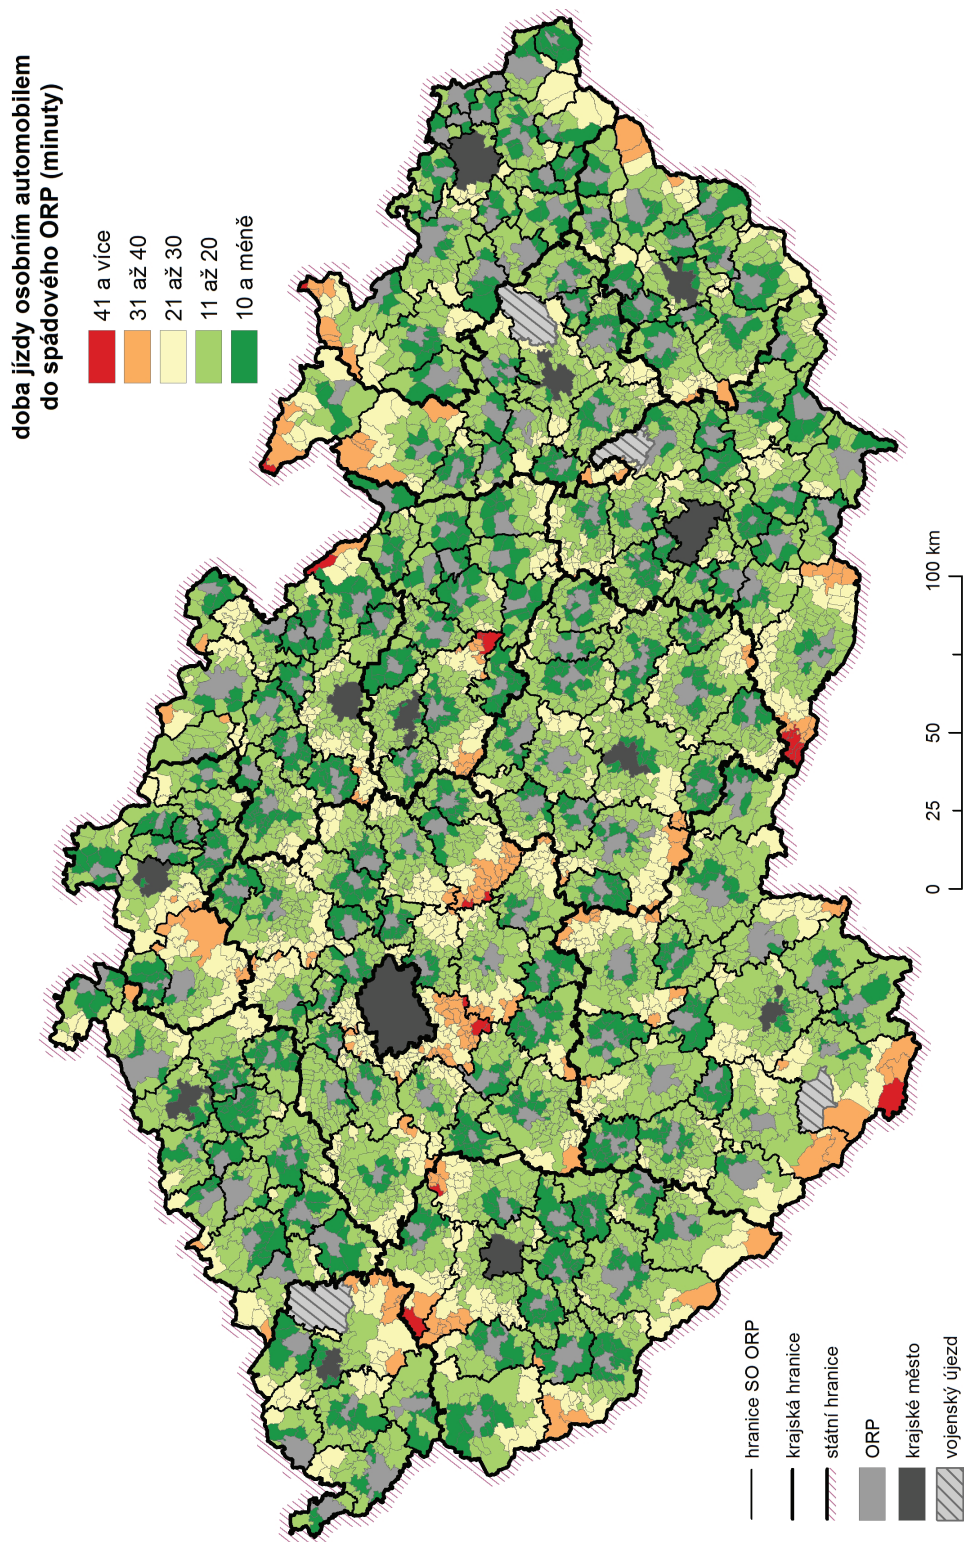 doba jízdy osobním automobilem
do spádového ORP (minuty)
41 a více
31 až 40
21 až 30
11 až 20
10 a méně
hranice SO ORP
krajská hranice
státní hranice
ORP
krajské město
vojenský újezd
0 25 50 100 km